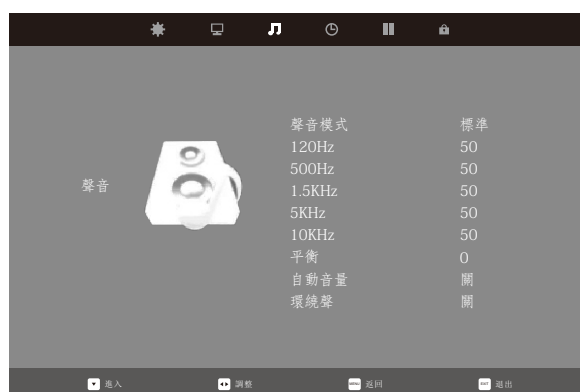 聲音
聲音模式 標準
120Hz 50
500Hz 50
1.5KHz 50
5KHz 50
10KHz 50
平衡 0
自動音量 關
環繞聲 關
進入 調整 MENU 返回 EXIT 退出